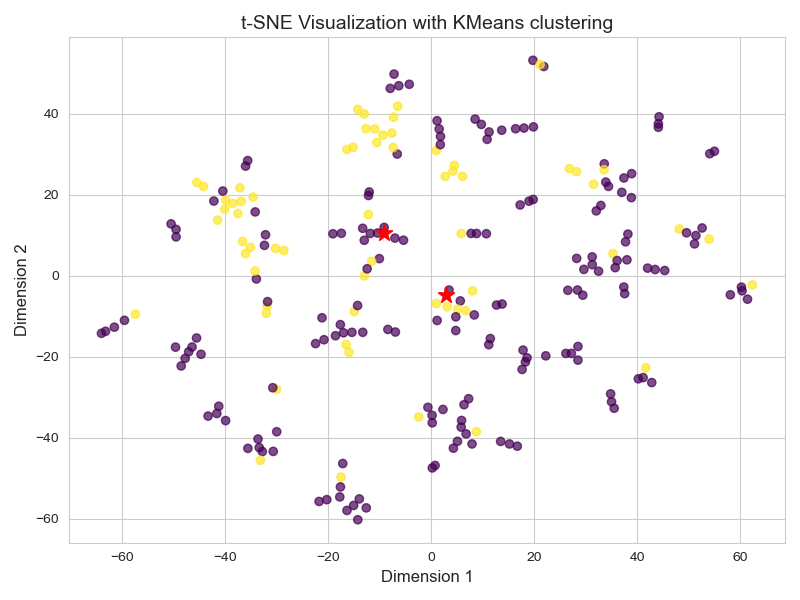 t-SNE Visualization with KMeans clustering
40
20
0
−20
−40
−60
Dimension 2
−60 −40 −20 0 20 40 60
Dimension 1